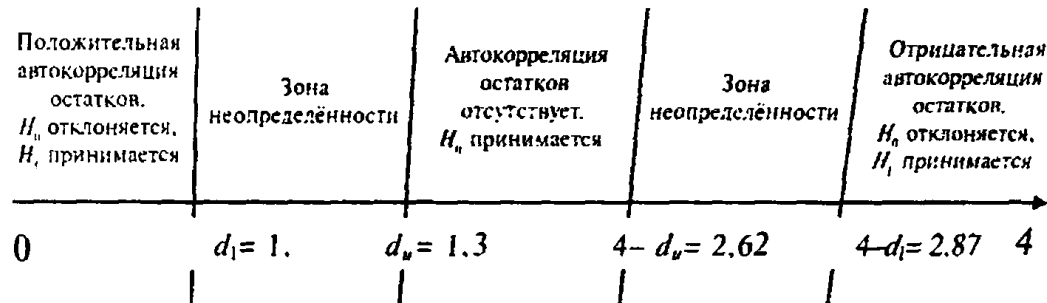 Положительная
автокорреляция
остатков.
H₀ отклоняется,
H₁ принимается
Зона
неопределённости
Автокорреляция
остатков
отсутствует.
H₀ принимается
Зона
неопределённости
Отрицательная
автокорреляция
остатков.
H₀ отклоняется,
H₁ принимается
0 d₁= 1. dᵤ = 1.3 4– dᵤ = 2,62 4–d₁= 2.87 4